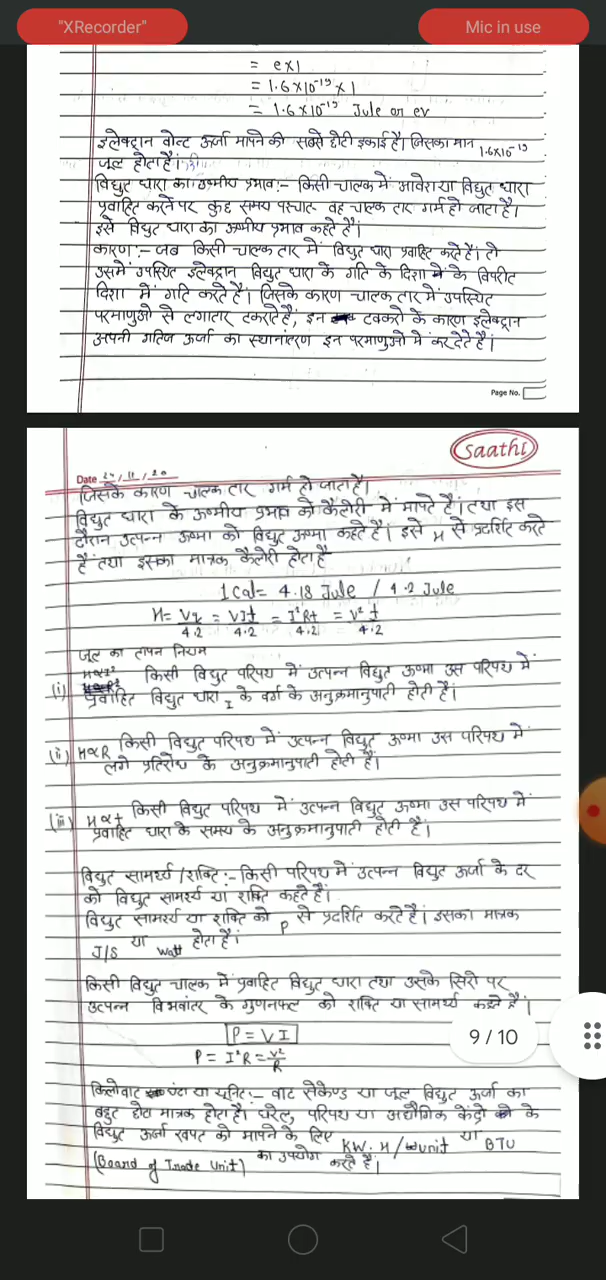 "XRecorder"
Mic in use
= e×1
= 1.6×10⁻¹⁹ ×1
= 1.6×10⁻¹⁹ Jule or ev
इलेक्ट्रान वोल्ट ऊर्जा मापने की सबसे छोटी इकाई है। जिसका मान 1.6×10⁻¹⁹
जूल होता है।
विद्युत धारा का ऊष्मीय प्रभाव:- किसी चालक में आवेश या विद्युत धारा
प्रवाहित करने पर कुछ समय पश्चात वह चालक तार गर्म हो जाता है।
इसे विद्युत धारा का ऊष्मीय प्रभाव कहते है।
कारण:- जब किसी चालक तार में विद्युत धारा प्रवाहित करते है। तो
उसमें उपस्थित इलेक्ट्रान विद्युत धारा के गति के दिशा के विपरीत
दिशा में गति करते है। जिसके कारण चालक तार में उपस्थित
परमाणुओ से लगातार टकराते है, इन टक्करो के कारण इलेक्ट्रान
अपनी गतिज ऊर्जा का स्थानांतरण इन परमाणुओ में कर देते है।
Page No.
Saathi
Date 24/11/20
जिसके कारण चालक तार गर्म हो जाता है।
विद्युत धारा के ऊष्मीय प्रभाव को कैलोरी में मापते है। तथा इस
दौरान उत्पन्न ऊष्मा को विद्युत ऊष्मा कहते है। इसे H से प्रदर्शित करते
है तथा इसका मात्रक कैलोरी होता है
1 Cal = 4.18 Jule / 4.2 Jule
H = Vq/4.2 = VIt/4.2 = I²Rt/4.2 = V² t/4.2
जूल का तापन नियम
(i) H∝I² किसी विद्युत परिपथ में उत्पन्न विद्युत ऊष्मा उस परिपथ में
प्रवाहित विद्युत धारा I के वर्ग के अनुक्रमानुपाती होती है।
(ii) H∝R किसी विद्युत परिपथ में उत्पन्न विद्युत ऊष्मा उस परिपथ में
लगे प्रतिरोध के अनुक्रमानुपाती होती है।
(iii) H∝t किसी विद्युत परिपथ में उत्पन्न विद्युत ऊष्मा उस परिपथ में
प्रवाहित धारा के समय के अनुक्रमानुपाती होती है।
विद्युत सामर्थ्य/शक्ति:- किसी परिपथ में उत्पन्न विद्युत ऊर्जा के दर
को विद्युत सामर्थ्य या शक्ति कहते है।
विद्युत सामर्थ्य या शक्ति को P से प्रदर्शित करते है। इसका मात्रक
J/S या Watt होता है।
किसी विद्युत चालक में प्रवाहित विद्युत धारा तथा उसके सिरो पर
उत्पन्न विभवांतर के गुणनफल को शक्ति या सामर्थ्य कहते है।
P = VI
9 / 10
P = I²R = V²/R
किलोवाट घंटा या यूनिट:- वाट सेकेण्ड या जूल विद्युत ऊर्जा का
बहुत छोटा मात्रक होता है। घरेलू परिपथ या अधौगिक केंद्रो के
विद्युत ऊर्जा खपत को मापने के लिए KW.H/unit या BTU
(Board of Trade Unit) का उपयोग करते है।